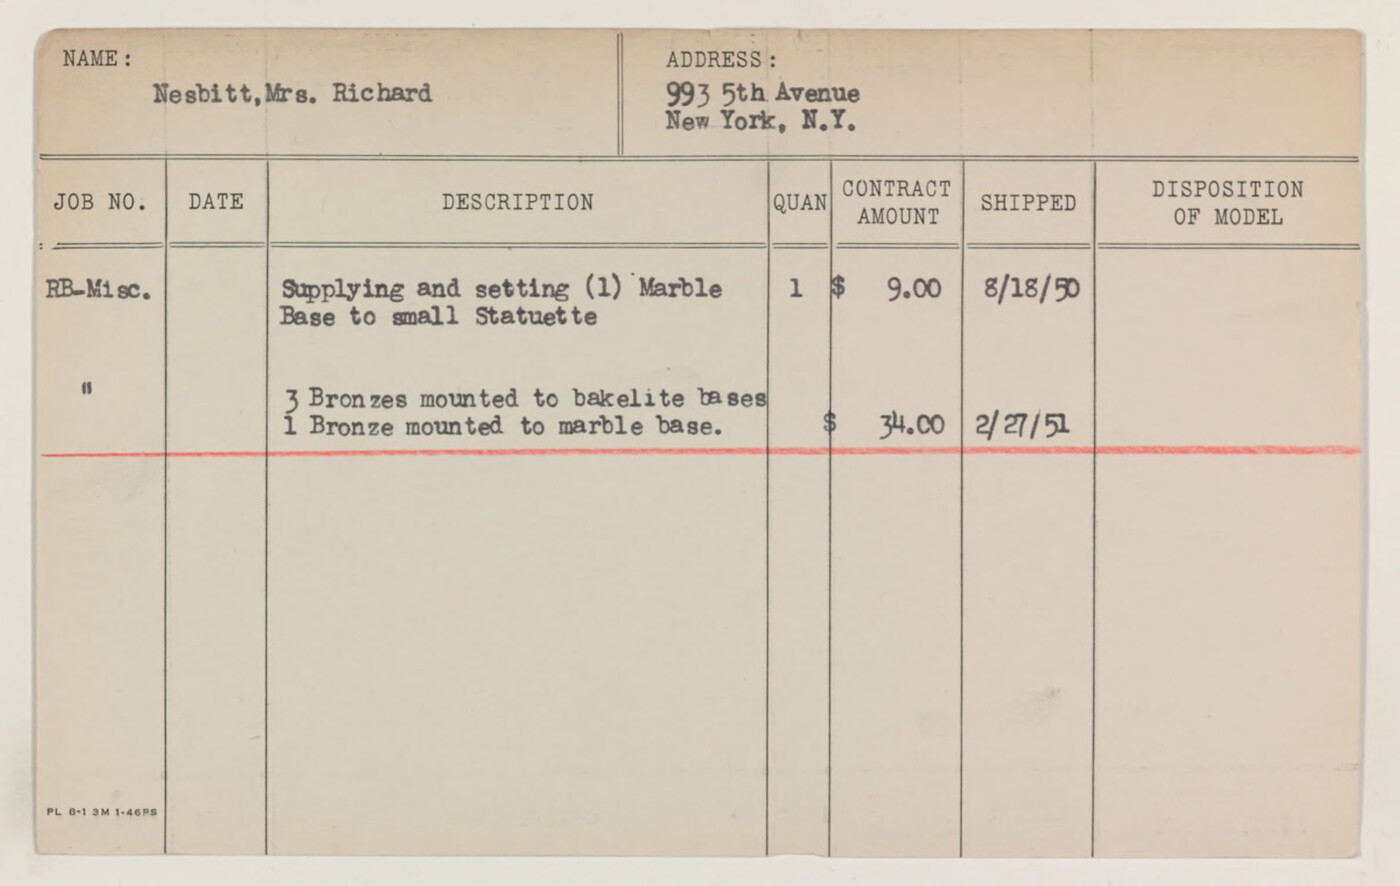 NAME:
Nesbitt,Mrs. Richard
ADDRESS:
993 5th Avenue
New York, N.Y.
JOB NO. DATE DESCRIPTION QUAN CONTRACT AMOUNT SHIPPED DISPOSITION OF MODEL
RB-Misc. Supplying and setting (1) Marble 1 $ 9.00 8/18/50
Base to small Statuette
" 3 Bronzes mounted to bakelite bases
1 Bronze mounted to marble base. $ 34.00 2/27/51
PL 8-1 3M 1-46PS